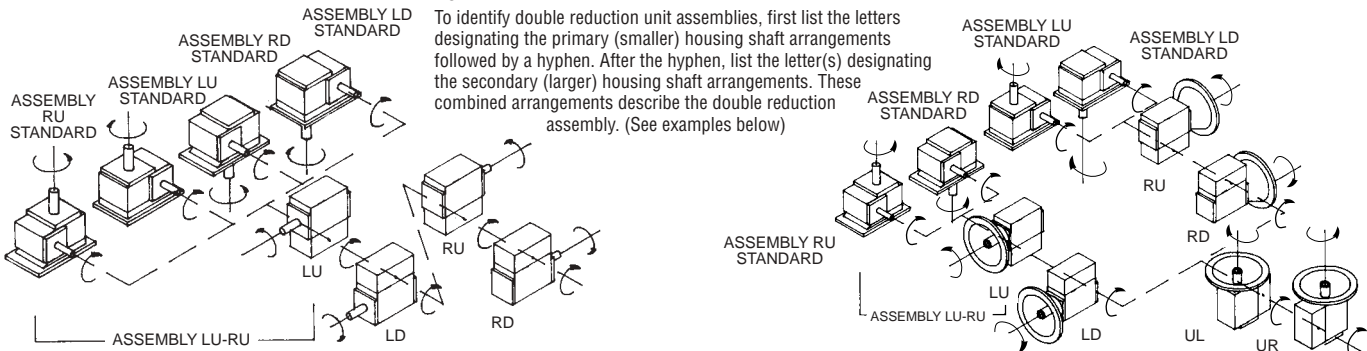 ASSEMBLY LD
STANDARD
ASSEMBLY RD
STANDARD
ASSEMBLY LU
STANDARD
ASSEMBLY
RU
STANDARD
To identify double reduction unit assemblies, first list the letters
designating the primary (smaller) housing shaft arrangements
followed by a hyphen. After the hyphen, list the letter(s) designating
the secondary (larger) housing shaft arrangements. These
combined arrangements describe the double reduction
assembly. (See examples below)
LU
LD
RU
RD
ASSEMBLY LU-RU
ASSEMBLY LU
STANDARD
ASSEMBLY LD
STANDARD
ASSEMBLY RD
STANDARD
ASSEMBLY RU
STANDARD
RU
RD
LU
LD
UL
UR
ASSEMBLY LU-RU